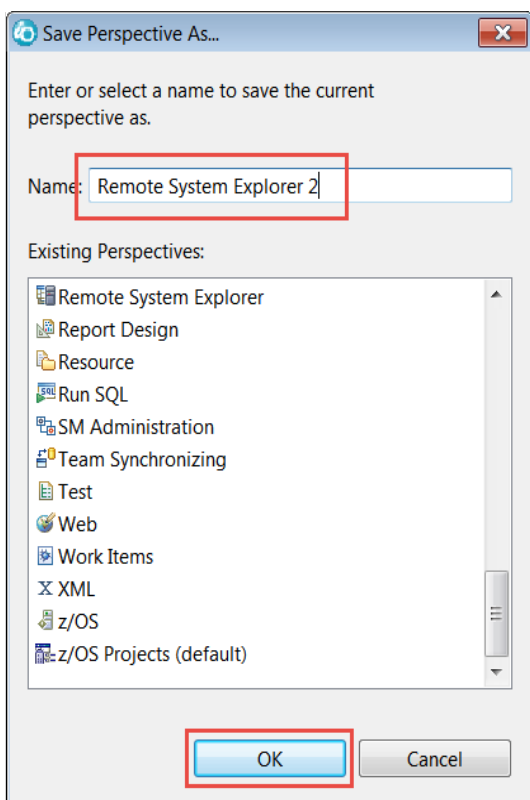 Save Perspective As...
Enter or select a name to save the current
perspective as.
Name: Remote System Explorer 2
Existing Perspectives:
Remote System Explorer
Report Design
Resource
Run SQL
SM Administration
Team Synchronizing
Test
Web
Work Items
XML
z/OS
z/OS Projects (default)
OK Cancel